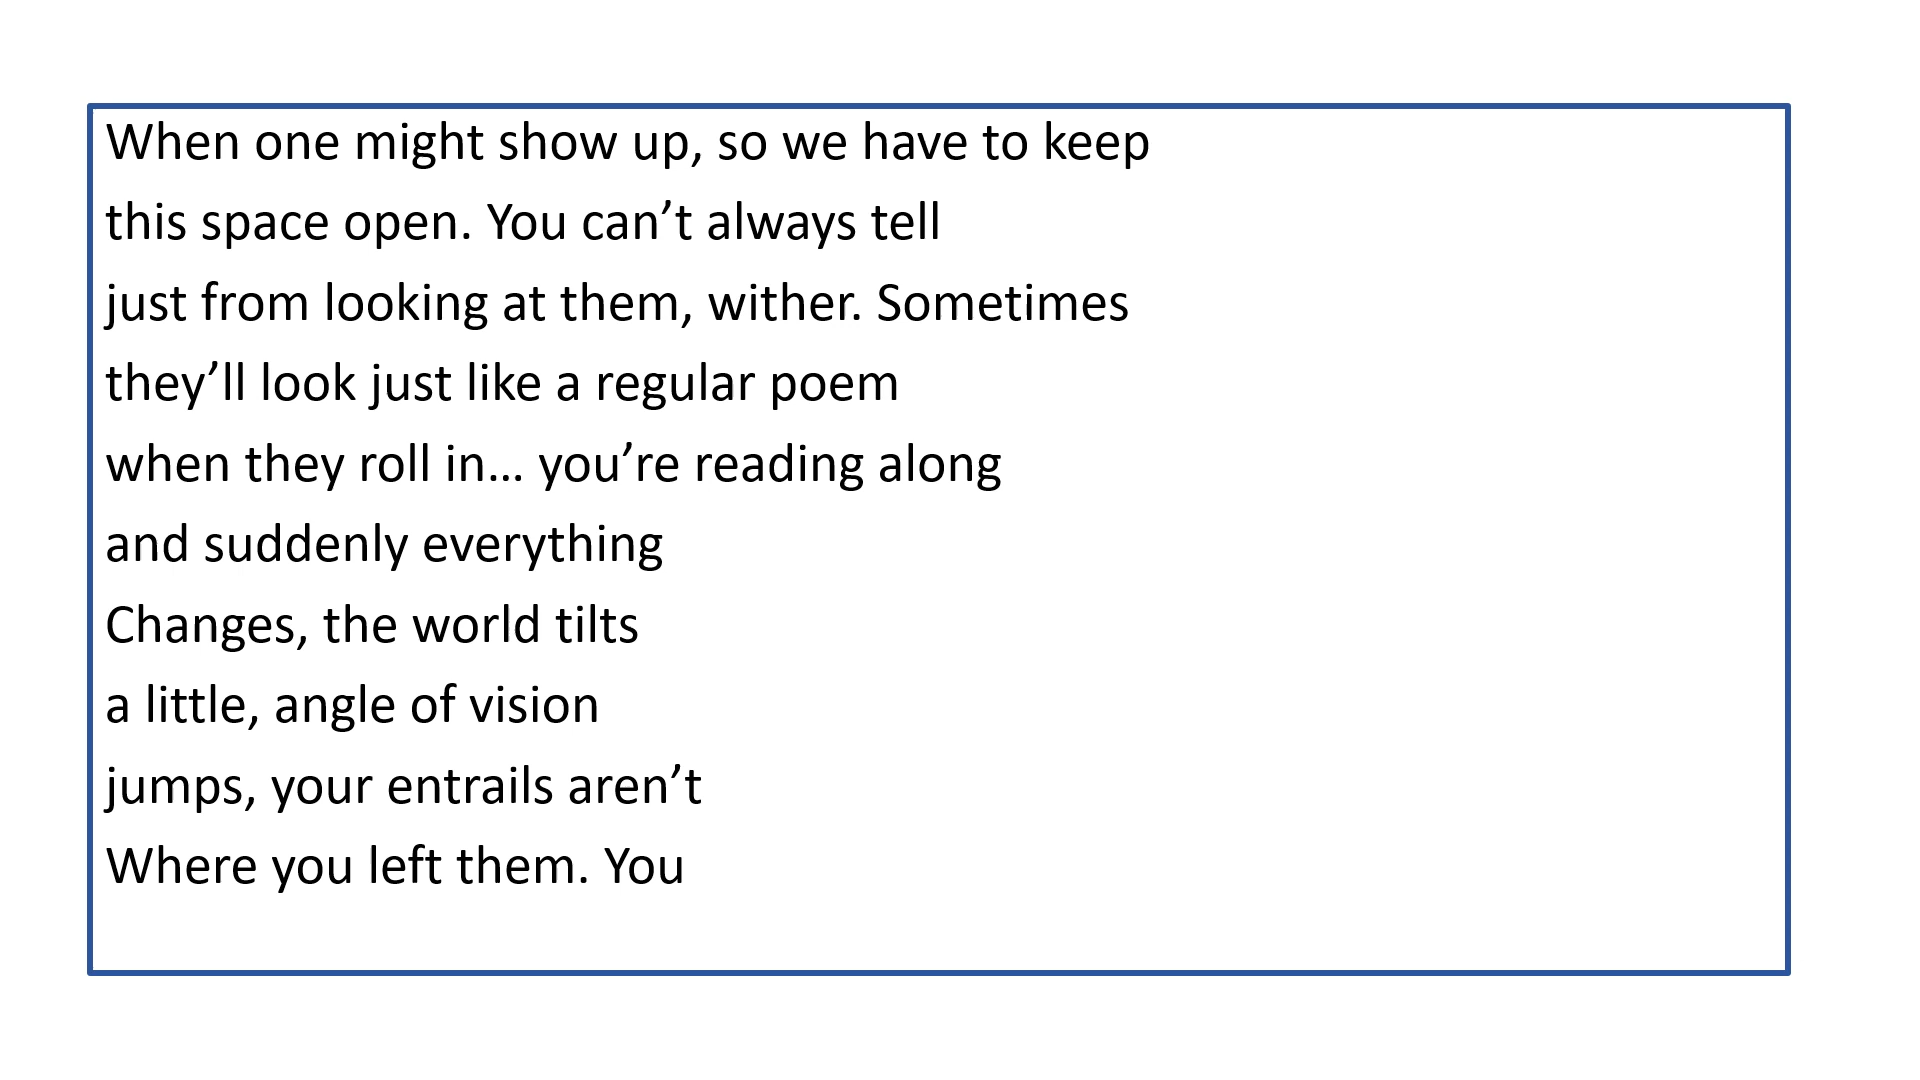 When one might show up, so we have to keep
this space open. You can’t always tell
just from looking at them, wither. Sometimes
they’ll look just like a regular poem
when they roll in… you’re reading along
and suddenly everything
Changes, the world tilts
a little, angle of vision
jumps, your entrails aren’t
Where you left them. You